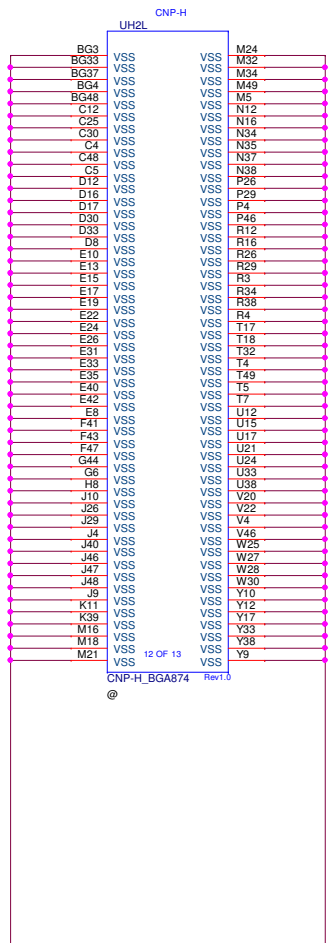 CNP-H
UH2L
BG3 VSS VSS M24
BG33 VSS VSS M32
BG37 VSS VSS M34
BG4 VSS VSS M49
BG48 VSS VSS M5
C12 VSS VSS N12
C25 VSS VSS N16
C30 VSS VSS N34
C4 VSS VSS N35
C48 VSS VSS N37
C5 VSS VSS N38
D12 VSS VSS P26
D16 VSS VSS P29
D17 VSS VSS P4
D30 VSS VSS P46
D33 VSS VSS R12
D8 VSS VSS R16
E10 VSS VSS R26
E13 VSS VSS R29
E15 VSS VSS R3
E17 VSS VSS R34
E19 VSS VSS R38
E22 VSS VSS R4
E24 VSS VSS T17
E26 VSS VSS T18
E31 VSS VSS T32
E33 VSS VSS T4
E35 VSS VSS T49
E40 VSS VSS T5
E42 VSS VSS T7
E8 VSS VSS U12
F41 VSS VSS U15
F43 VSS VSS U17
F47 VSS VSS U21
G44 VSS VSS U24
G6 VSS VSS U33
H8 VSS VSS U38
J10 VSS VSS V20
J26 VSS VSS V22
J29 VSS VSS V4
J4 VSS VSS V46
J40 VSS VSS W25
J46 VSS VSS W27
J47 VSS VSS W28
J48 VSS VSS W30
J9 VSS VSS Y10
K11 VSS VSS Y12
K39 VSS VSS Y17
M16 VSS VSS Y33
M18 VSS VSS Y38
M21 VSS 12 OF 13 VSS Y9
CNP-H_BGA874 Rev1.0
@